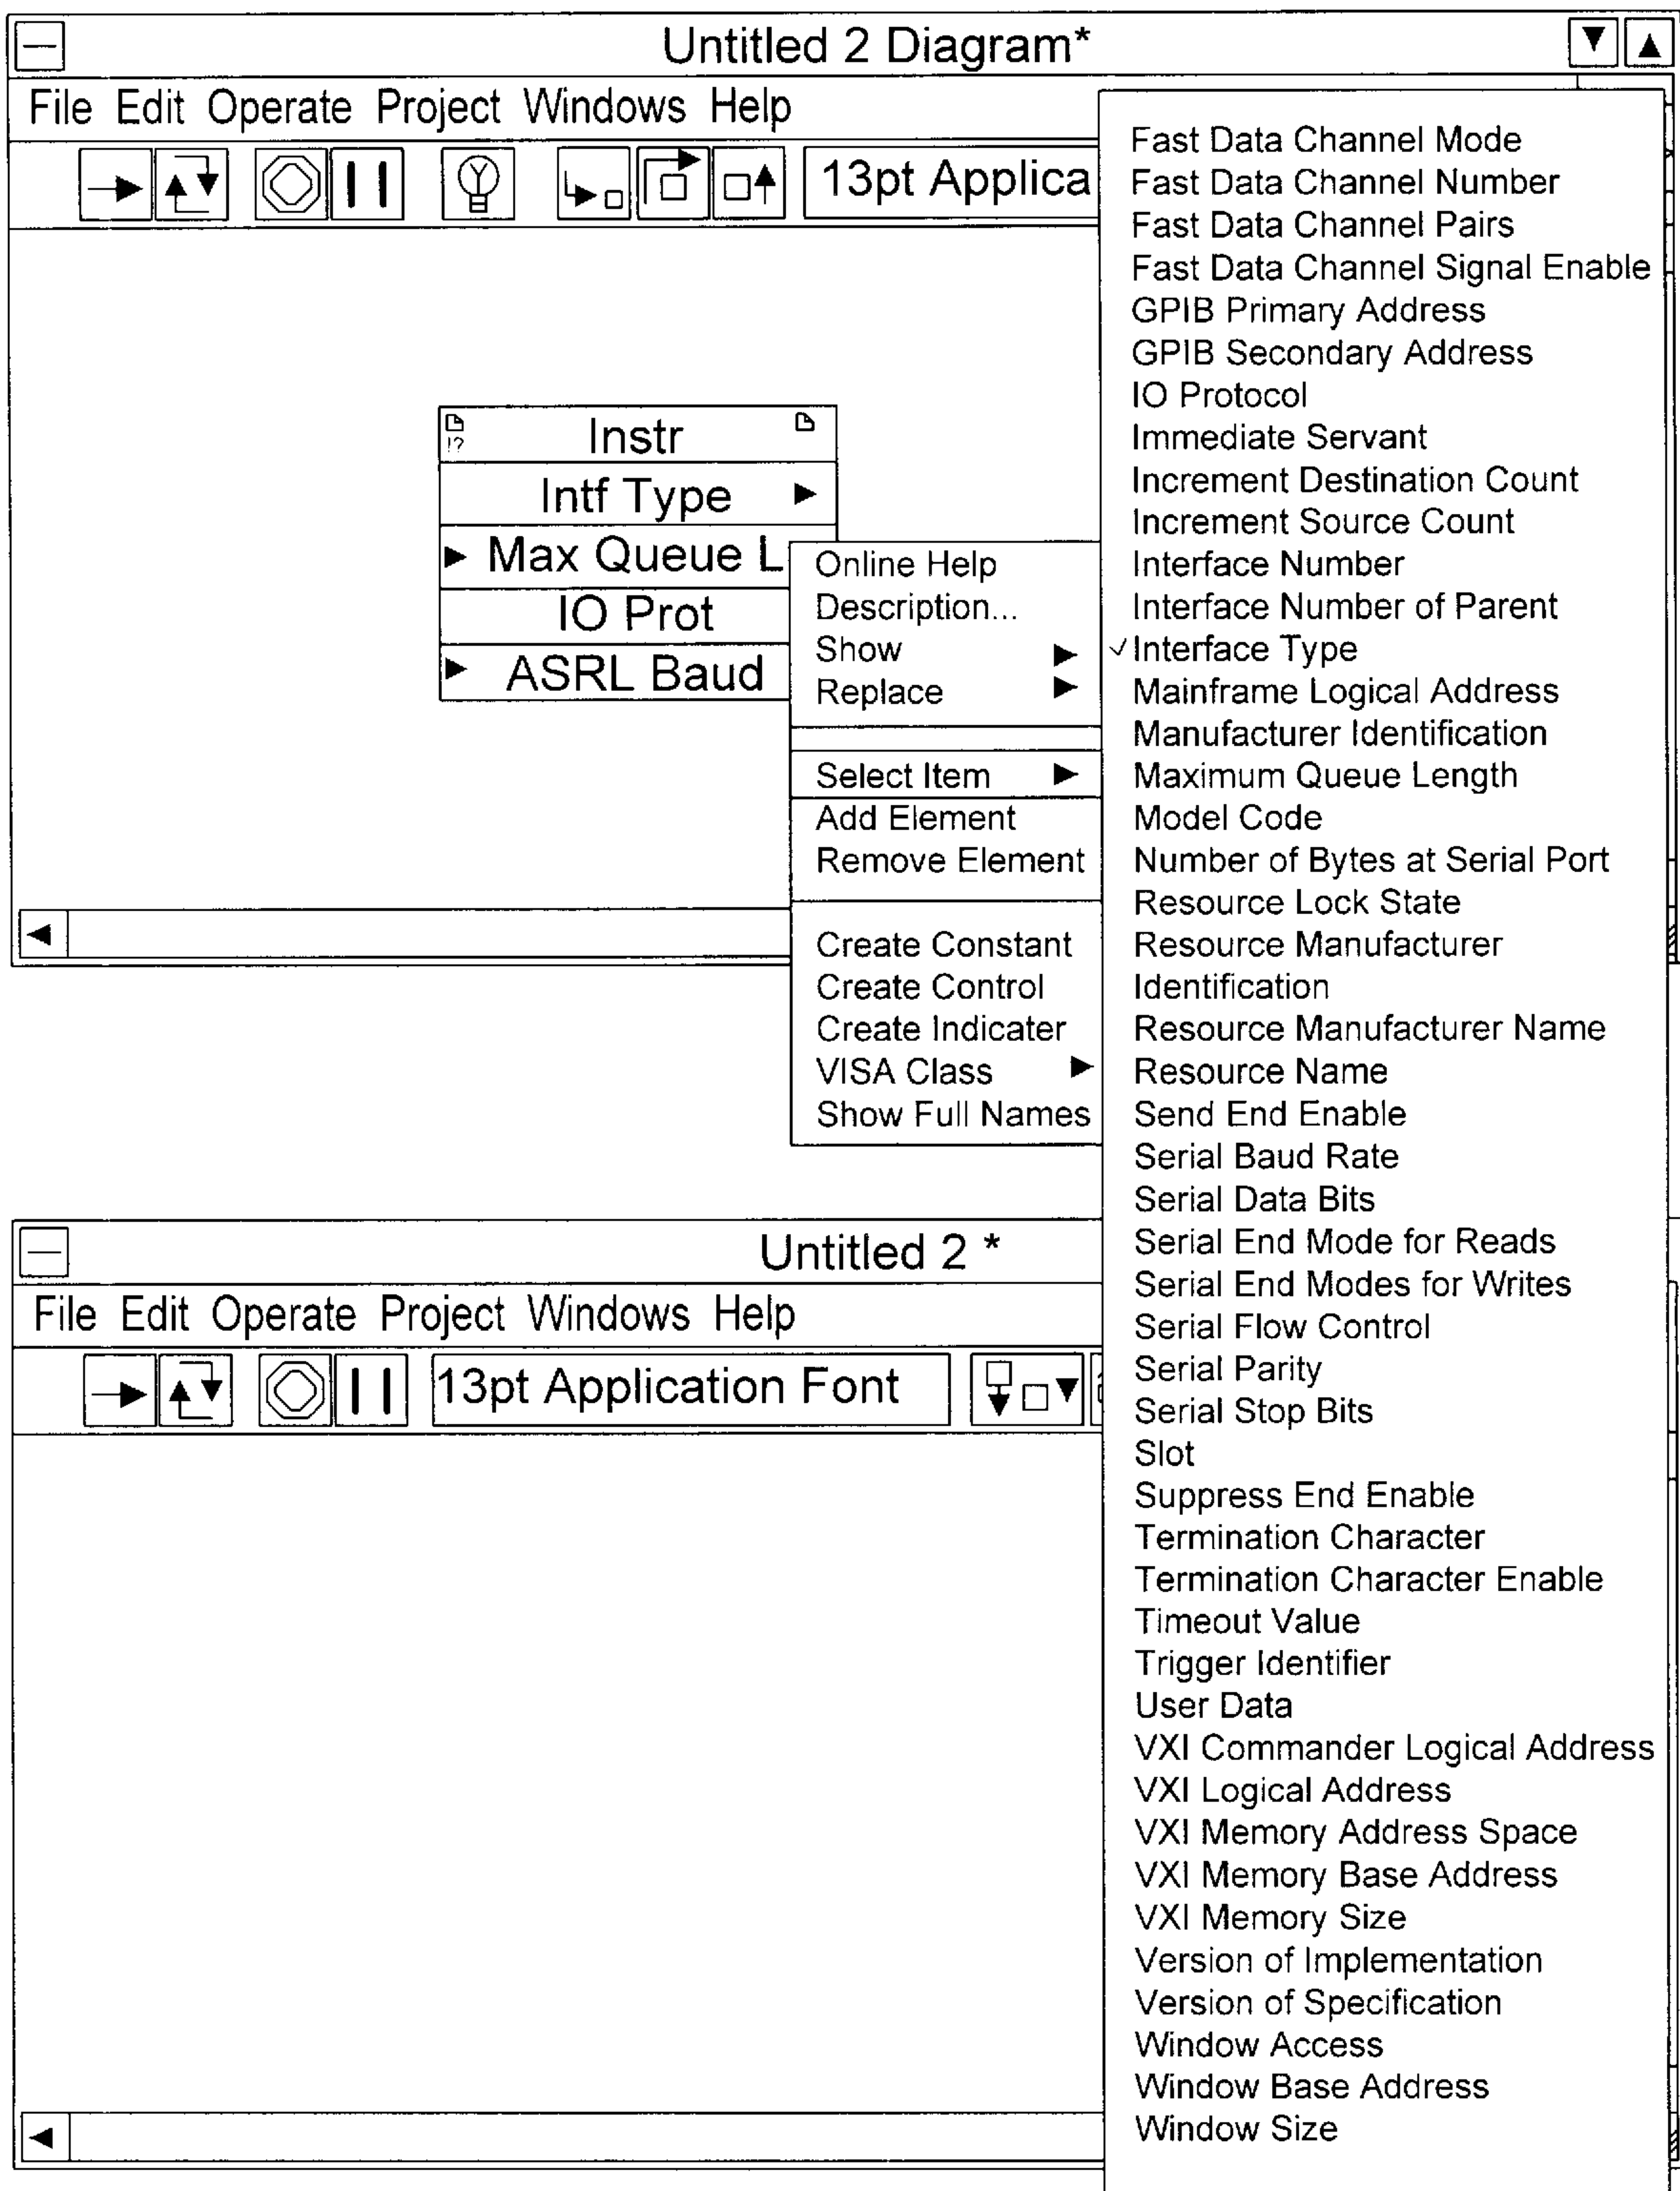 Untitled 2 Diagram*
File Edit Operate Project Windows Help
13pt Applica
Instr
!?
Intf Type
Max Queue L
IO Prot
ASRL Baud
Online Help
Description...
Show
Replace
Select Item
Add Element
Remove Element
Create Constant
Create Control
Create Indicater
VISA Class
Show Full Names
Fast Data Channel Mode
Fast Data Channel Number
Fast Data Channel Pairs
Fast Data Channel Signal Enable
GPIB Primary Address
GPIB Secondary Address
IO Protocol
Immediate Servant
Increment Destination Count
Increment Source Count
Interface Number
Interface Number of Parent
✓Interface Type
Mainframe Logical Address
Manufacturer Identification
Maximum Queue Length
Model Code
Number of Bytes at Serial Port
Resource Lock State
Resource Manufacturer
Identification
Resource Manufacturer Name
Resource Name
Send End Enable
Serial Baud Rate
Serial Data Bits
Serial End Mode for Reads
Serial End Modes for Writes
Serial Flow Control
Serial Parity
Serial Stop Bits
Slot
Suppress End Enable
Termination Character
Termination Character Enable
Timeout Value
Trigger Identifier
User Data
VXI Commander Logical Address
VXI Logical Address
VXI Memory Address Space
VXI Memory Base Address
VXI Memory Size
Version of Implementation
Version of Specification
Window Access
Window Base Address
Window Size
Untitled 2 *
File Edit Operate Project Windows Help
13pt Application Font